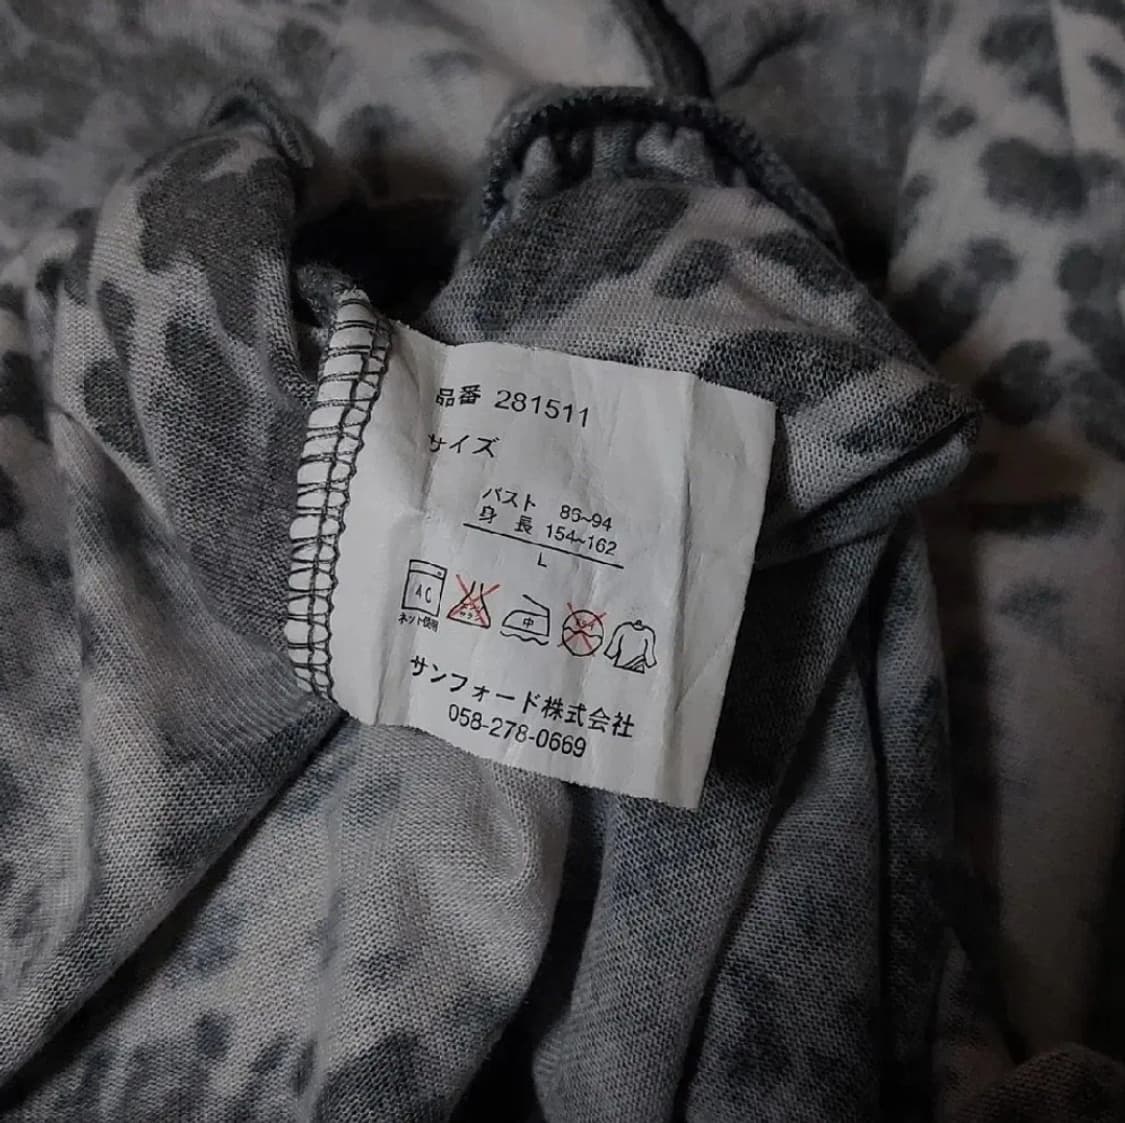 品番 281511
サイズ
バスト 86~94
身長 154~162
L
4C
ネット使用
中
サンフォード株式会社
058-278-0669